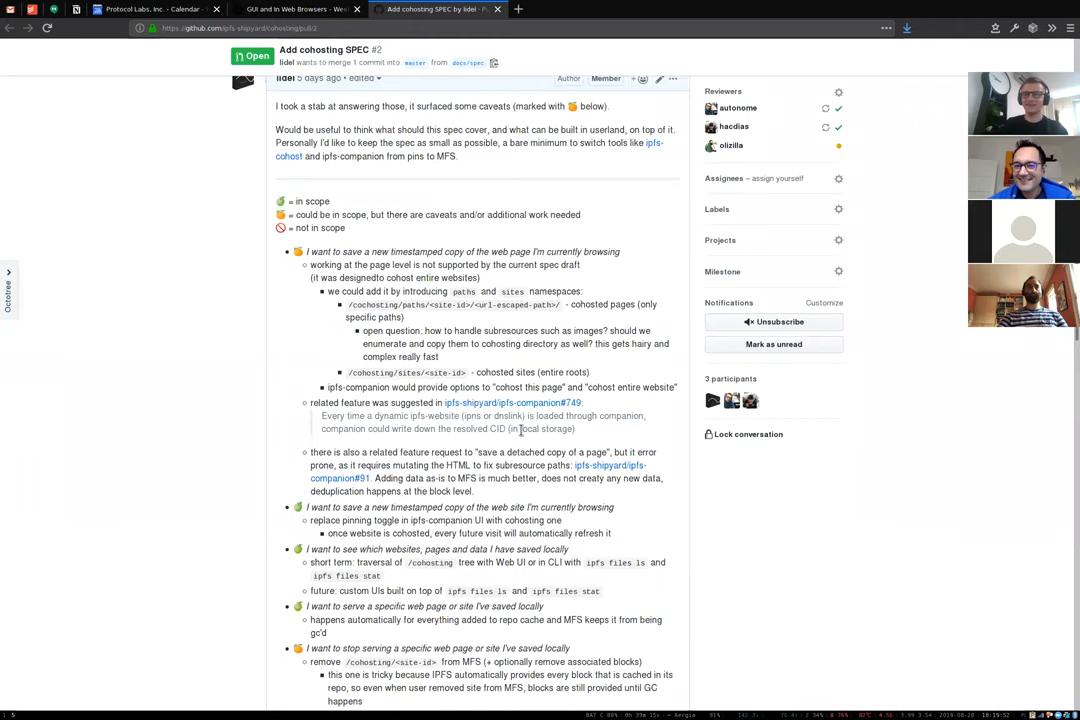 Protocol Labs, Inc. - Calendar -
GUI and In Web Browsers - Wee
Add cohosting SPEC by lidel · P
https://github.com/ipfs-shipyard/cohosting/pull/2
Open
Add cohosting SPEC #2
lidel wants to merge 1 commit into master from docs/spec
lidel 5 days ago • edited
Author
Member
I took a stab at answering those, it surfaced some caveats (marked with 🍊 below).
Would be useful to think what should this spec cover, and what can be built in userland, on top of it.
Personally I'd like to keep the spec as small as possible, a bare minimum to switch tools like ipfs-
cohost and ipfs-companion from pins to MFS.
🍏 = in scope
🍊 = could be in scope, but there are caveats and/or additional work needed
🚫 = not in scope
🍊 I want to save a new timestamped copy of the web page I'm currently browsing
working at the page level is not supported by the current spec draft
(it was designedto cohost entire websites)
we could add it by introducing paths and sites namespaces:
/cochosting/paths/<site-id>/<url-escaped-path>/ - cohosted pages (only
specific paths)
open question: how to handle subresources such as images? should we
enumerate and copy them to cohosting directory as well? this gets hairy and
complex really fast
/cohosting/sites/<site-id> - cohosted sites (entire roots)
ipfs-companion would provide options to "cohost this page" and "cohost entire website"
related feature was suggested in ipfs-shipyard/ipfs-companion#749:
Every time a dynamic ipfs-website (ipns or dnslink) is loaded through companion,
companion could write down the resolved CID (in local storage)
there is also a related feature request to "save a detached copy of a page", but it error
prone, as it requires mutating the HTML to fix subresource paths: ipfs-shipyard/ipfs-
companion#91. Adding data as-is to MFS is much better, does not creaty any new data,
deduplication happens at the block level.
🍏 I want to save a new timestamped copy of the web site I'm currently browsing
replace pinning toggle in ipfs-companion UI with cohosting one
once website is cohosted, every future visit will automatically refresh it
🍏 I want to see which websites, pages and data I have saved locally
short term: traversal of /cohosting tree with Web UI or in CLI with ipfs files ls and
ipfs files stat
future: custom UIs built on top of ipfs files ls and ipfs files stat
🍏 I want to serve a specific web page or site I've saved locally
happens automatically for everything added to repo cache and MFS keeps it from being
gc'd
🍊 I want to stop serving a specific web page or site I've saved locally
remove /cohosting/<site-id> from MFS (+ optionally remove associated blocks)
this one is tricky because IPFS automatically provides every block that is cached in its
repo, so even when user removed site from MFS, blocks are still provided until GC
happens
Octotree
Reviewers
autonome
hacdias
olizilla
Assignees – assign yourself
Labels
Projects
Milestone
Notifications
Customize
Unsubscribe
Mark as unread
3 participants
Lock conversation